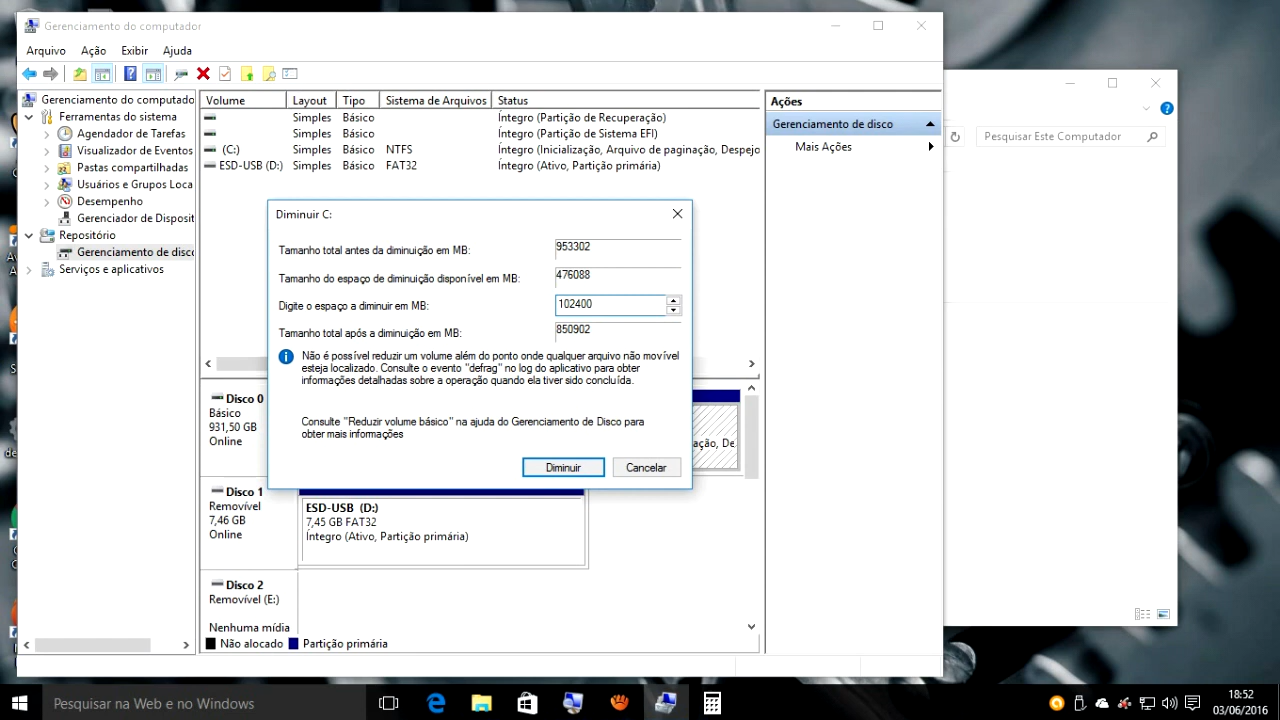 Gerenciamento do computador
Arquivo Ação Exibir Ajuda
Gerenciamento do computado
Ferramentas do sistema
Agendador de Tarefas
Visualizador de Eventos
Pastas compartilhadas
Usuários e Grupos Loca
Desempenho
Gerenciador de Disposit
Repositório
Gerenciamento de disco
Serviços e aplicativos
Volume Layout Tipo Sistema de Arquivos Status
Simples Básico Íntegro (Partição de Recuperação)
Simples Básico Íntegro (Partição de Sistema EFI)
(C:) Simples Básico NTFS Íntegro (Inicialização, Arquivo de paginação, Despejo
ESD-USB (D:) Simples Básico FAT32 Íntegro (Ativo, Partição primária)
Ações
Gerenciamento de disco
Mais Ações
Pesquisar Este Computador
Diminuir C:
Tamanho total antes da diminuição em MB: 953302
Tamanho do espaço de diminuição disponível em MB: 476088
Digite o espaço a diminuir em MB: 102400
Tamanho total após a diminuição em MB: 850902
Não é possível reduzir um volume além do ponto onde qualquer arquivo não movível
esteja localizado. Consulte o evento "defrag" no log do aplicativo para obter
informações detalhadas sobre a operação quando ela tiver sido concluída.
Consulte "Reduzir volume básico" na ajuda do Gerenciamento de Disco para
obter mais informações
Diminuir Cancelar
Disco 0
Básico
931,50 GB
Online
ação, De
Disco 1
Removível
7,46 GB
Online
ESD-USB (D:)
7,45 GB FAT32
Íntegro (Ativo, Partição primária)
Disco 2
Removível (E:)
Nenhuma mídia
Não alocado Partição primária
Pesquisar na Web e no Windows
18:52
03/06/2016